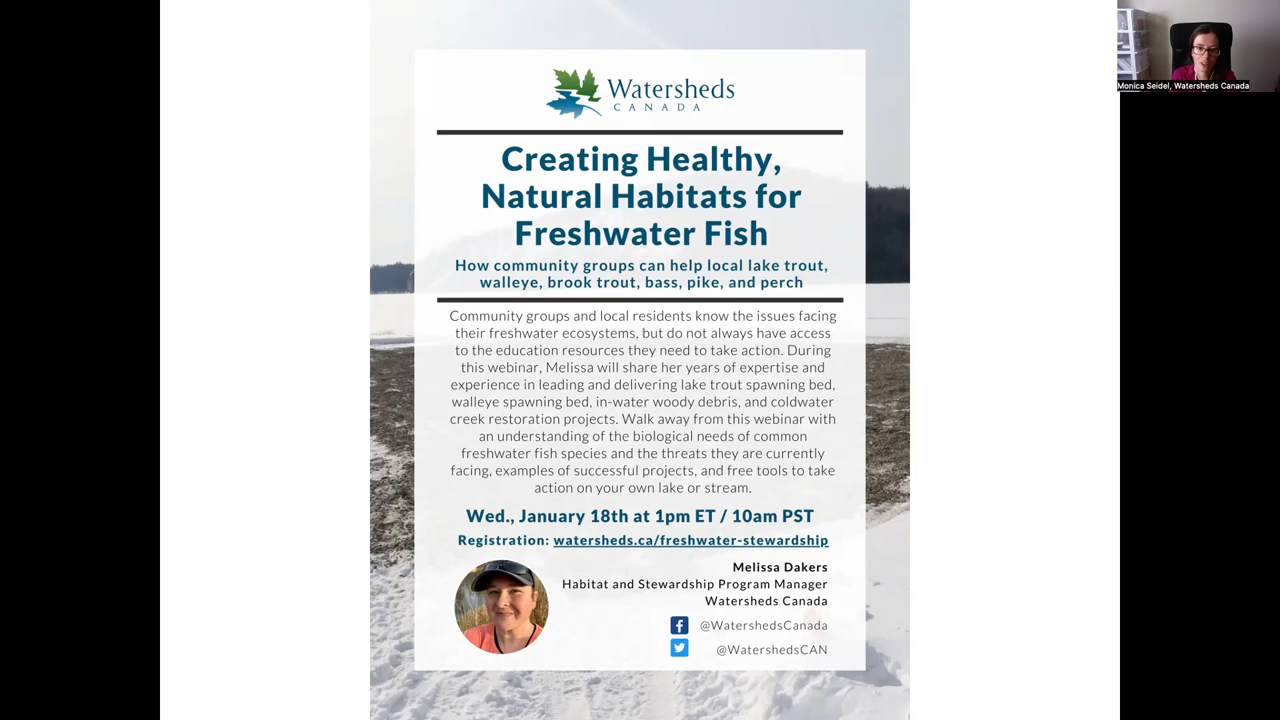 Watersheds
CANADA
Creating Healthy,
Natural Habitats for
Freshwater Fish
How community groups can help local lake trout,
walleye, brook trout, bass, pike, and perch
Community groups and local residents know the issues facing
their freshwater ecosystems, but do not always have access
to the education resources they need to take action. During
this webinar, Melissa will share her years of expertise and
experience in leading and delivering lake trout spawning bed,
walleye spawning bed, in-water woody debris, and coldwater
creek restoration projects. Walk away from this webinar with
an understanding of the biological needs of common
freshwater fish species and the threats they are currently
facing, examples of successful projects, and free tools to take
action on your own lake or stream.
Wed., January 18th at 1pm ET / 10am PST
Registration: watersheds.ca/freshwater-stewardship
Melissa Dakers
Habitat and Stewardship Program Manager
Watersheds Canada
@WatershedsCanada
@WatershedsCAN
Monica Seidel, Watersheds Canada